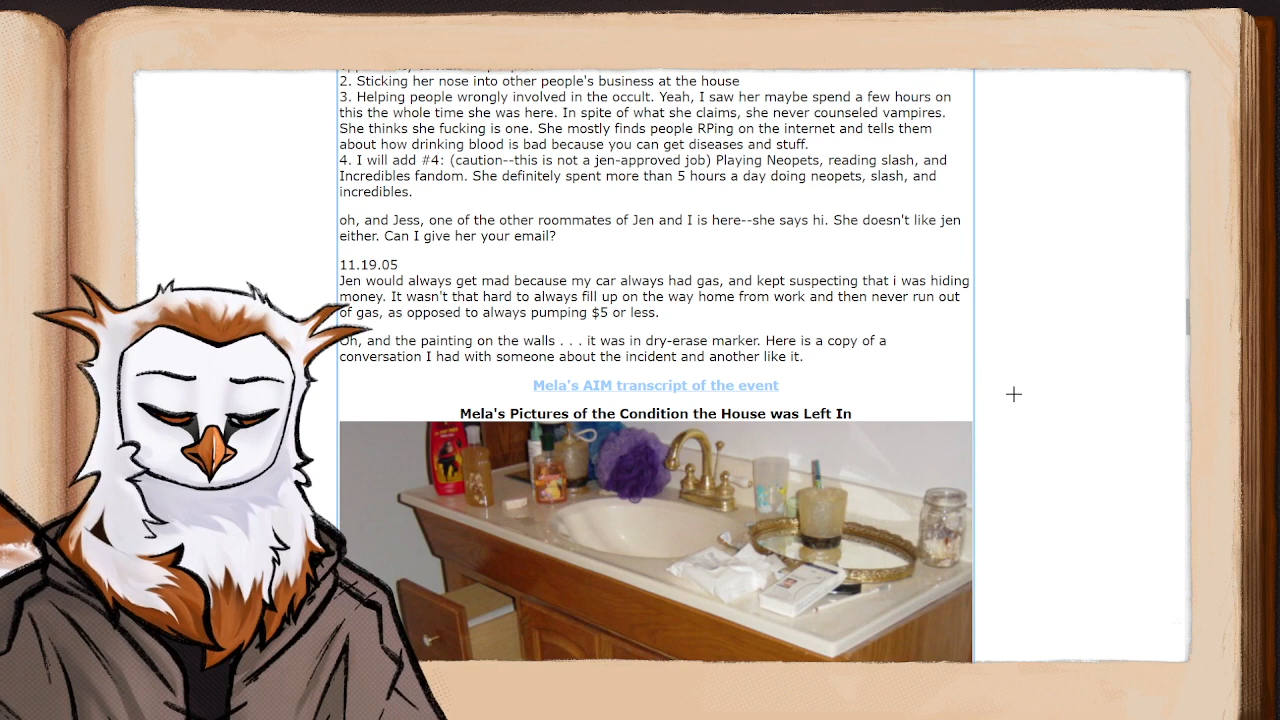 2. Sticking her nose into other people's business at the house
3. Helping people wrongly involved in the occult. Yeah, I saw her maybe spend a few hours on
this the whole time she was here. In spite of what she claims, she never counseled vampires.
She thinks she fucking is one. She mostly finds people RPing on the internet and tells them
about how drinking blood is bad because you can get diseases and stuff.
4. I will add #4: (caution--this is not a jen-approved job) Playing Neopets, reading slash, and
Incredibles fandom. She definitely spent more than 5 hours a day doing neopets, slash, and
incredibles.
oh, and Jess, one of the other roommates of Jen and I is here--she says hi. She doesn't like jen
either. Can I give her your email?
11.19.05
Jen would always get mad because my car always had gas, and kept suspecting that i was hiding
money. It wasn't that hard to always fill up on the way home from work and then never run out
of gas, as opposed to always pumping $5 or less.
Oh, and the painting on the walls . . . it was in dry-erase marker. Here is a copy of a
conversation I had with someone about the incident and another like it.
Mela's AIM transcript of the event
Mela's Pictures of the Condition the House was Left In